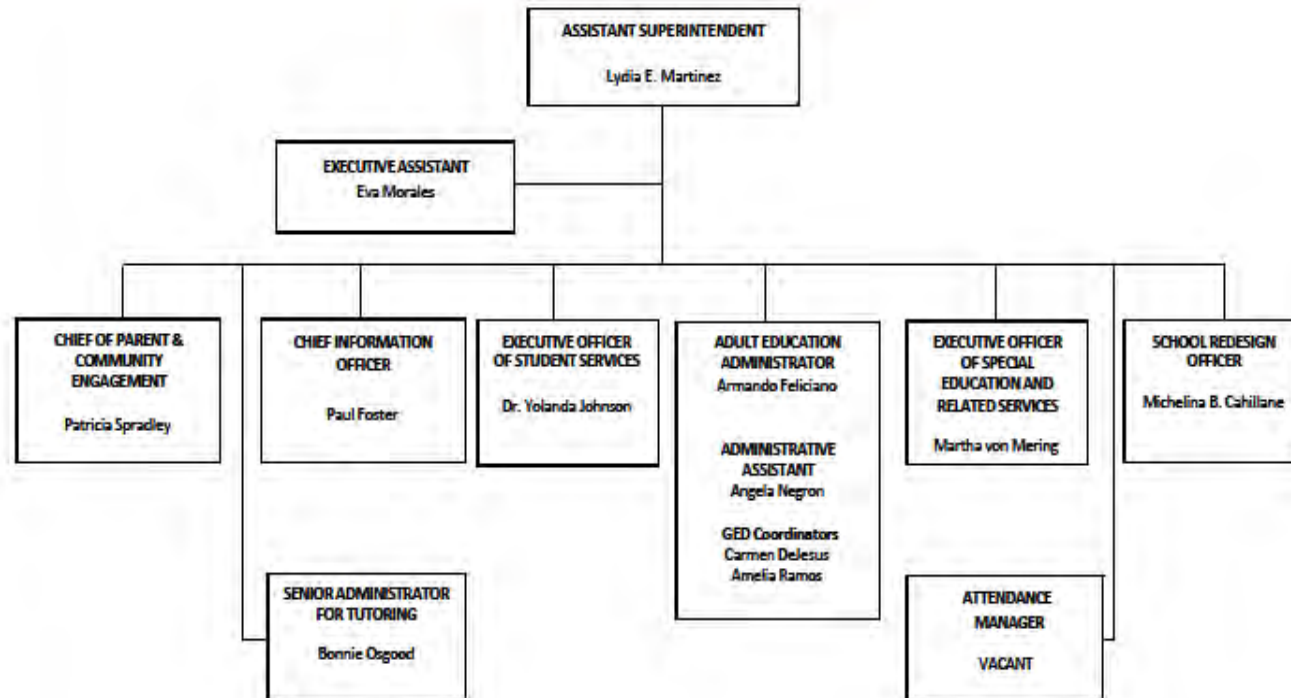 ASSISTANT SUPERINTENDENT
Lydia E. Martinez
EXECUTIVE ASSISTANT
Eva Morales
CHIEF OF PARENT &
COMMUNITY
ENGAGEMENT
Patricia Spradley
CHIEF INFORMATION
OFFICER
Paul Foster
EXECUTIVE OFFICER
OF STUDENT SERVICES
Dr. Yolanda Johnson
ADULT EDUCATION
ADMINISTRATOR
Armando Feliciano
ADMINISTRATIVE
ASSISTANT
Angela Negron
GED Coordinators
Carmen DeJesus
Amelia Ramos
EXECUTIVE OFFICER
OF SPECIAL
EDUCATION AND
RELATED SERVICES
Martha von Mering
SCHOOL REDESIGN
OFFICER
Michelina B. Cahillane
SENIOR ADMINISTRATOR
FOR TUTORING
Bonnie Osgood
ATTENDANCE
MANAGER
VACANT